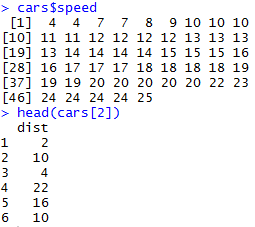 > cars$speed
 [1]  4  4  7  7  8  9 10 10 10
[10] 11 11 12 12 12 12 13 13 13
[19] 13 14 14 14 14 15 15 15 16
[28] 16 17 17 17 18 18 18 18 19
[37] 19 19 20 20 20 20 20 22 23
[46] 24 24 24 24 25
> head(cars[2])
  dist
1    2
2   10
3    4
4   22
5   16
6   10